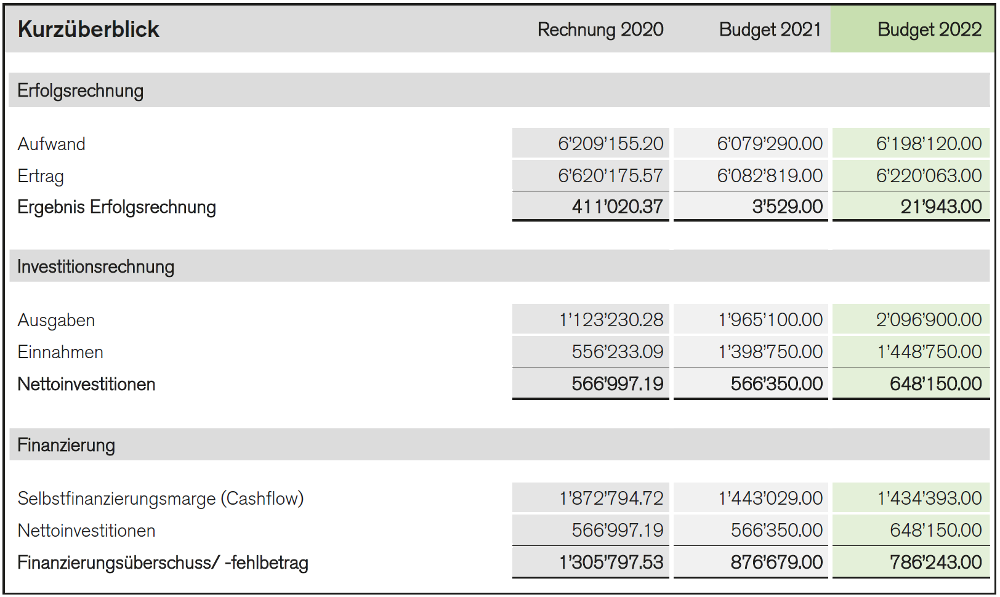 Kurzüberblick Rechnung 2020 Budget 2021 Budget 2022
Erfolgsrechnung
Aufwand 6’209’155.20 6’079’290.00 6’198’120.00
Ertrag 6’620’175.57 6’082’819.00 6’220’063.00
Ergebnis Erfolgsrechnung 411’020.37 3’529.00 21’943.00
Investitionsrechnung
Ausgaben 1’123’230.28 1’965’100.00 2’096’900.00
Einnahmen 556’233.09 1’398’750.00 1’448’750.00
Nettoinvestitionen 566’997.19 566’350.00 648’150.00
Finanzierung
Selbstfinanzierungsmarge (Cashflow) 1’872’794.72 1’443’029.00 1’434’393.00
Nettoinvestitionen 566’997.19 566’350.00 648’150.00
Finanzierungsüberschuss/ -fehlbetrag 1’305’797.53 876’679.00 786’243.00